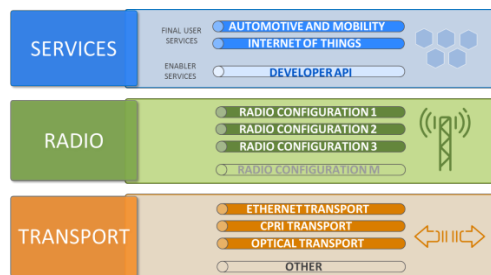 SERVICES
FINAL USER
SERVICES
AUTOMOTIVE AND MOBILITY
INTERNET OF THINGS
ENABLER
SERVICES
DEVELOPER API
RADIO
RADIO CONFIGURATION 1
RADIO CONFIGURATION 2
RADIO CONFIGURATION 3
RADIO CONFIGURATION M
TRANSPORT
ETHERNET TRANSPORT
CPRI TRANSPORT
OPTICAL TRANSPORT
OTHER